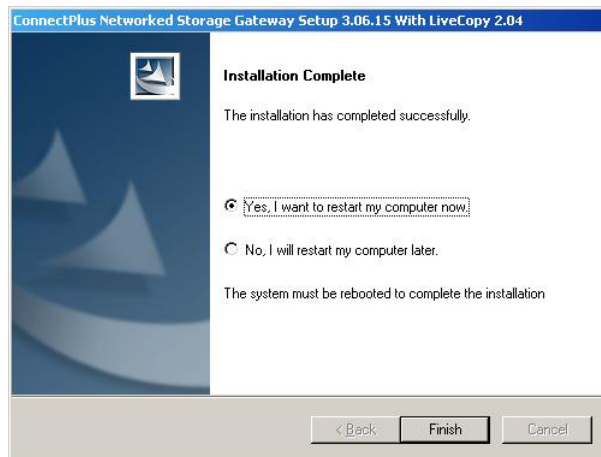 ConnectPlus Networked Storage Gateway Setup 3.06.15 With LiveCopy 2.04
Installation Complete
The installation has completed successfully.
Yes, I want to restart my computer now.
No, I will restart my computer later.
The system must be rebooted to complete the installation
< Back
Finish
Cancel